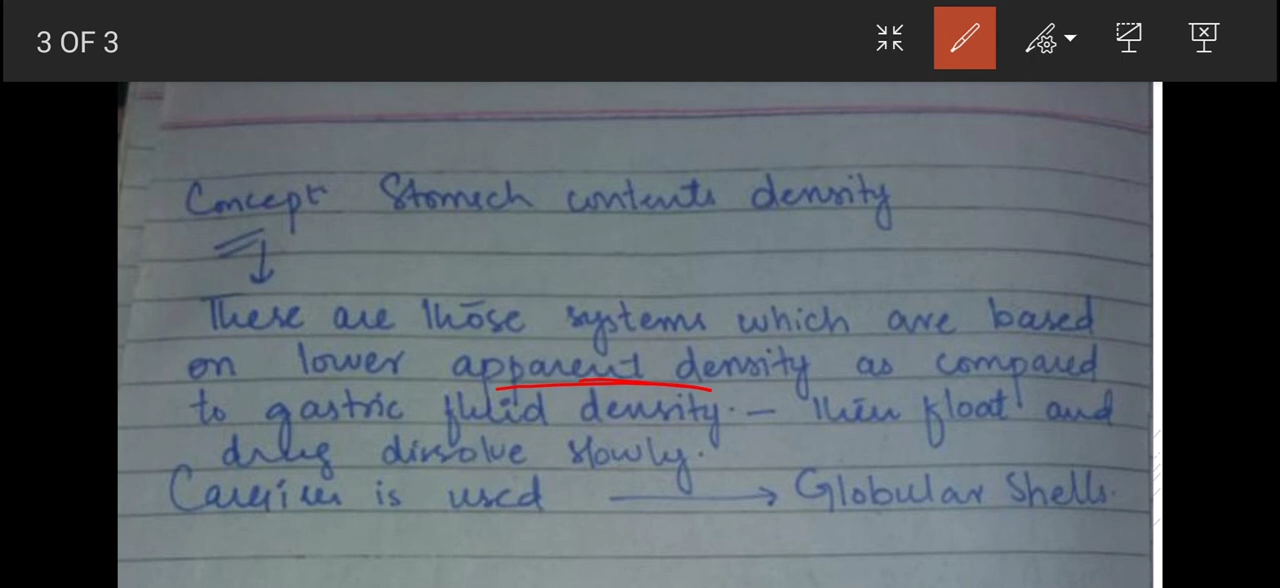 3 OF 3
Concept Stomach contents density
These are those systems which are based
on lower apparent density as compared
to gastric fluid density. – then float and
drug dissolve slowly.
Carrier is used → Globular Shells.